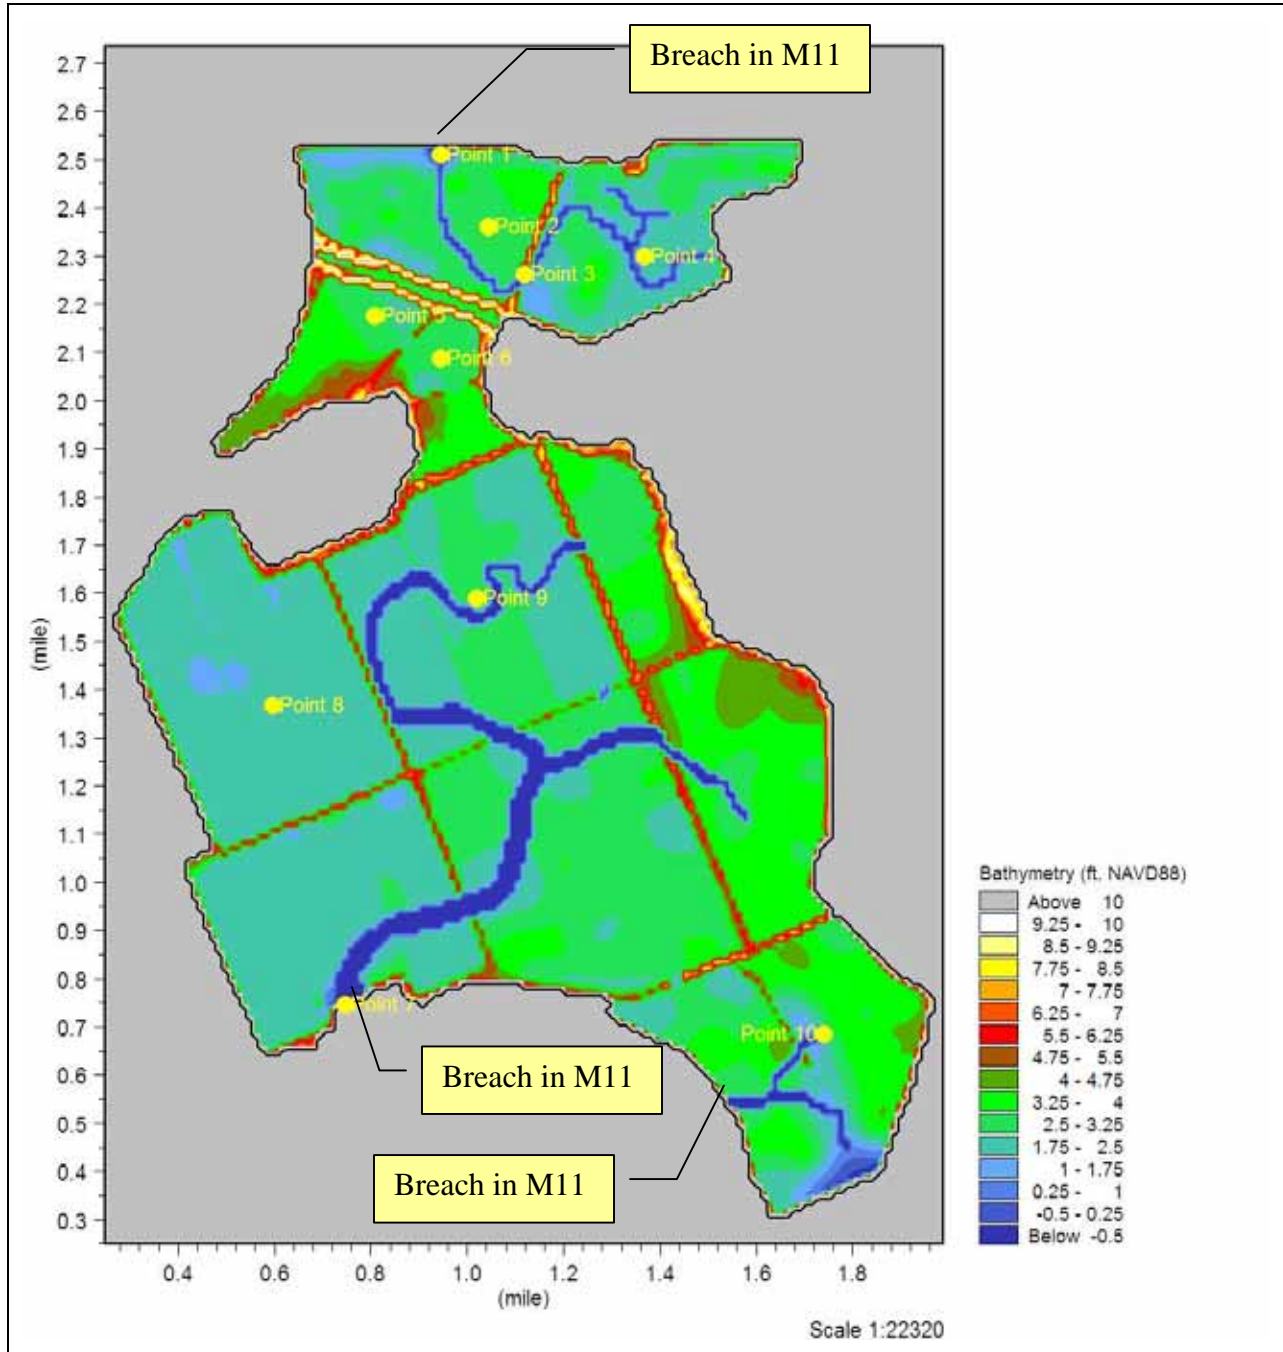 Breach in M11
2.7
2.6
2.5
2.4
2.3
2.2
2.1
2.0
1.9
1.8
1.7
1.6
1.5
1.4
1.3
1.2
1.1
1.0
0.9
0.8
0.7
0.6
0.5
0.4
0.3
(mile)
Point 1
Point 2
Point 3
Point 4
Point 5
Point 6
Point 9
Point 8
Point 7
Point 10
Breach in M11
Breach in M11
0.4 0.6 0.8 1.0 1.2 1.4 1.6 1.8
(mile)
Scale 1:22320
Bathymetry (ft. NAVD88)
Above 10
9.25 - 10
8.5 - 9.25
7.75 - 8.5
7 - 7.75
6.25 - 7
5.5 - 6.25
4.75 - 5.5
4 - 4.75
3.25 - 4
2.5 - 3.25
1.75 - 2.5
1 - 1.75
0.25 - 1
-0.5 - 0.25
Below -0.5